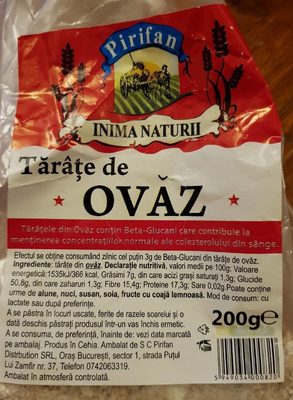 Pirifan
INIMA NATURII
Tărâțe de
OVĂZ
Tărâțele din Ovăz conțin Beta-Glucani care contribuie la
menținerea concentrațiilor normale ale colesterolului din sânge.
Efectul se obține consumând zilnic cel puțin 3g de Beta-Glucani din tărâțe de ovăz.
Ingrediente: tărâțe din ovăz. Declarație nutritivă, valori medii pe 100g: Valoare
energetică:1535kJ/366 kcal, Grăsimi 7g, din care acizi grași saturați 1,3g; Glucide
50,8g, din care zaharuri 1,3g; Fibre 15,4g; Proteine 17,3g; Sare 0,02g.Poate conține
urme de alune, nuci, susan, soia, fructe cu coajă lemnoasă. Mod de consum: cu
lactate sau după preferințe.
A se păstra în locuri uscate, ferite de razele soarelui și o
dată deschis păstrați produsul într-un vas închis ermetic.
A se consuma, de preferință, înainte de: vezi data marcată
pe ambalaj. Produs în Cehia. Ambalat de S C Pirifan
Distrbution SRL, Oraș București, sector 1, strada Puțul
Lui Zamfir nr. 37, Telefon 0742063319.
Ambalat în atmosferă controlată.
200g℮
5949034000820